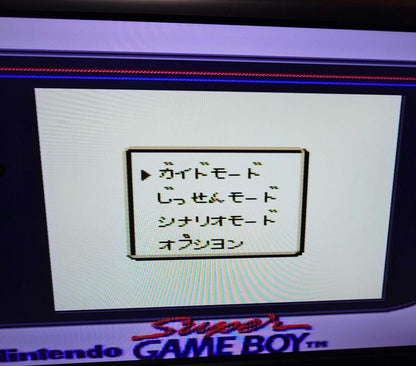 ▶ガイドモード
じっせんモード
シナリオモード
オプション
Super
Nintendo GAME BOY™